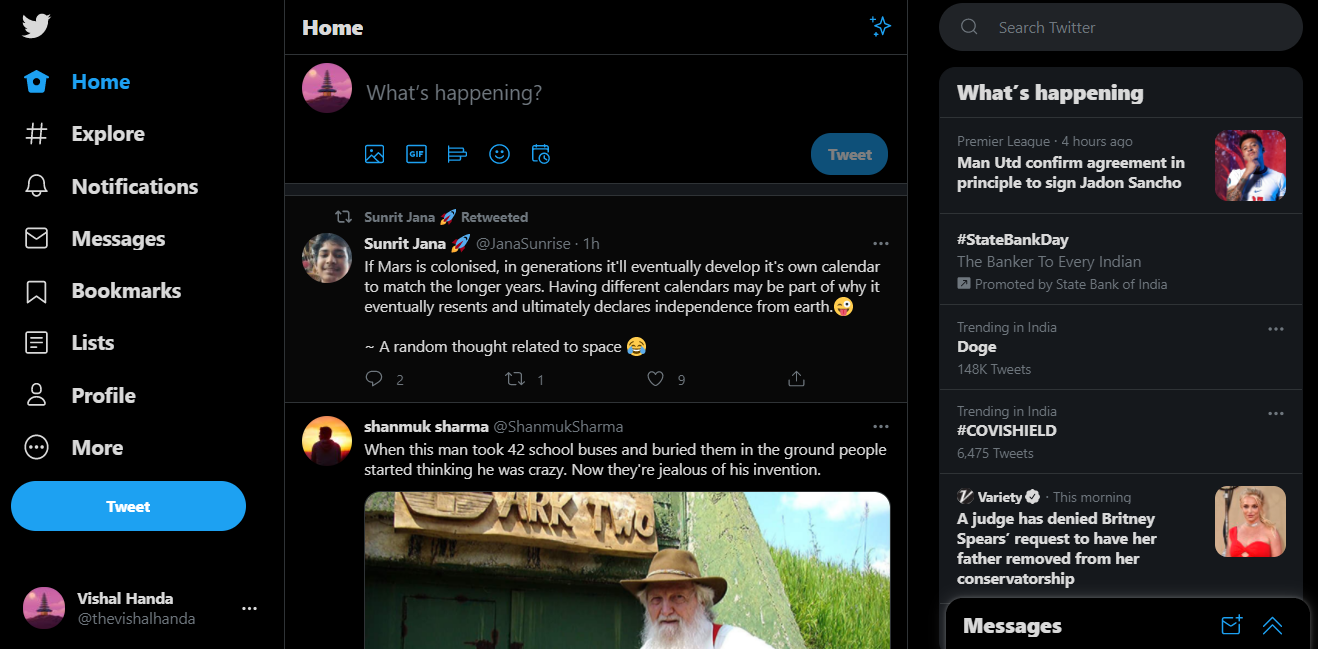 Home
Explore
Notifications
Messages
Bookmarks
Lists
Profile
More
Tweet
Vishal Handa
@thevishalhanda
Home
What's happening?
GIF
Tweet
Sunrit Jana 🚀 Retweeted
Sunrit Jana 🚀 @JanaSunrise · 1h
If Mars is colonised, in generations it'll eventually develop it's own calendar
to match the longer years. Having different calendars may be part of why it
eventually resents and ultimately declares independence from earth.😜
~ A random thought related to space 😂
2 1 9
shanmuk sharma @ShanmukSharma
When this man took 42 school buses and buried them in the ground people
started thinking he was crazy. Now they're jealous of his invention.
ARK TWO
Search Twitter
What's happening
Premier League · 4 hours ago
Man Utd confirm agreement in
principle to sign Jadon Sancho
#StateBankDay
The Banker To Every Indian
Promoted by State Bank of India
Trending in India
Doge
148K Tweets
Trending in India
#COVISHIELD
6,475 Tweets
Variety · This morning
A judge has denied Britney
Spears' request to have her
father removed from her
conservatorship
Messages